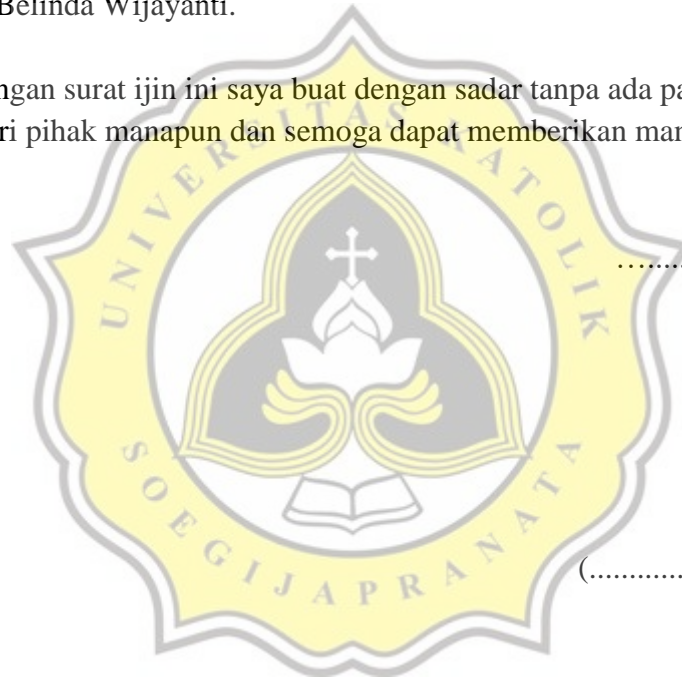 Belinda Wijayanti.
ngan surat ijin ini saya buat dengan sadar tanpa ada pa
ri pihak manapun dan semoga dapat memberikan mar
UNIVERSITAS KATOLIK
…......
SOEGIJAPRANATA
(.............